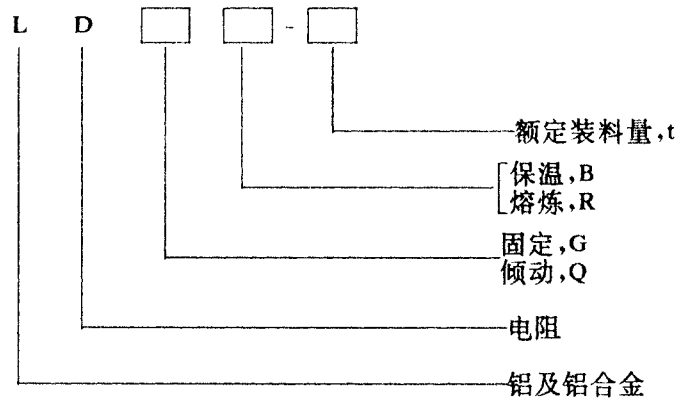 L D -
额定装料量,t
保温,B
熔炼,R
固定,G
倾动,Q
电阻
铝及铝合金